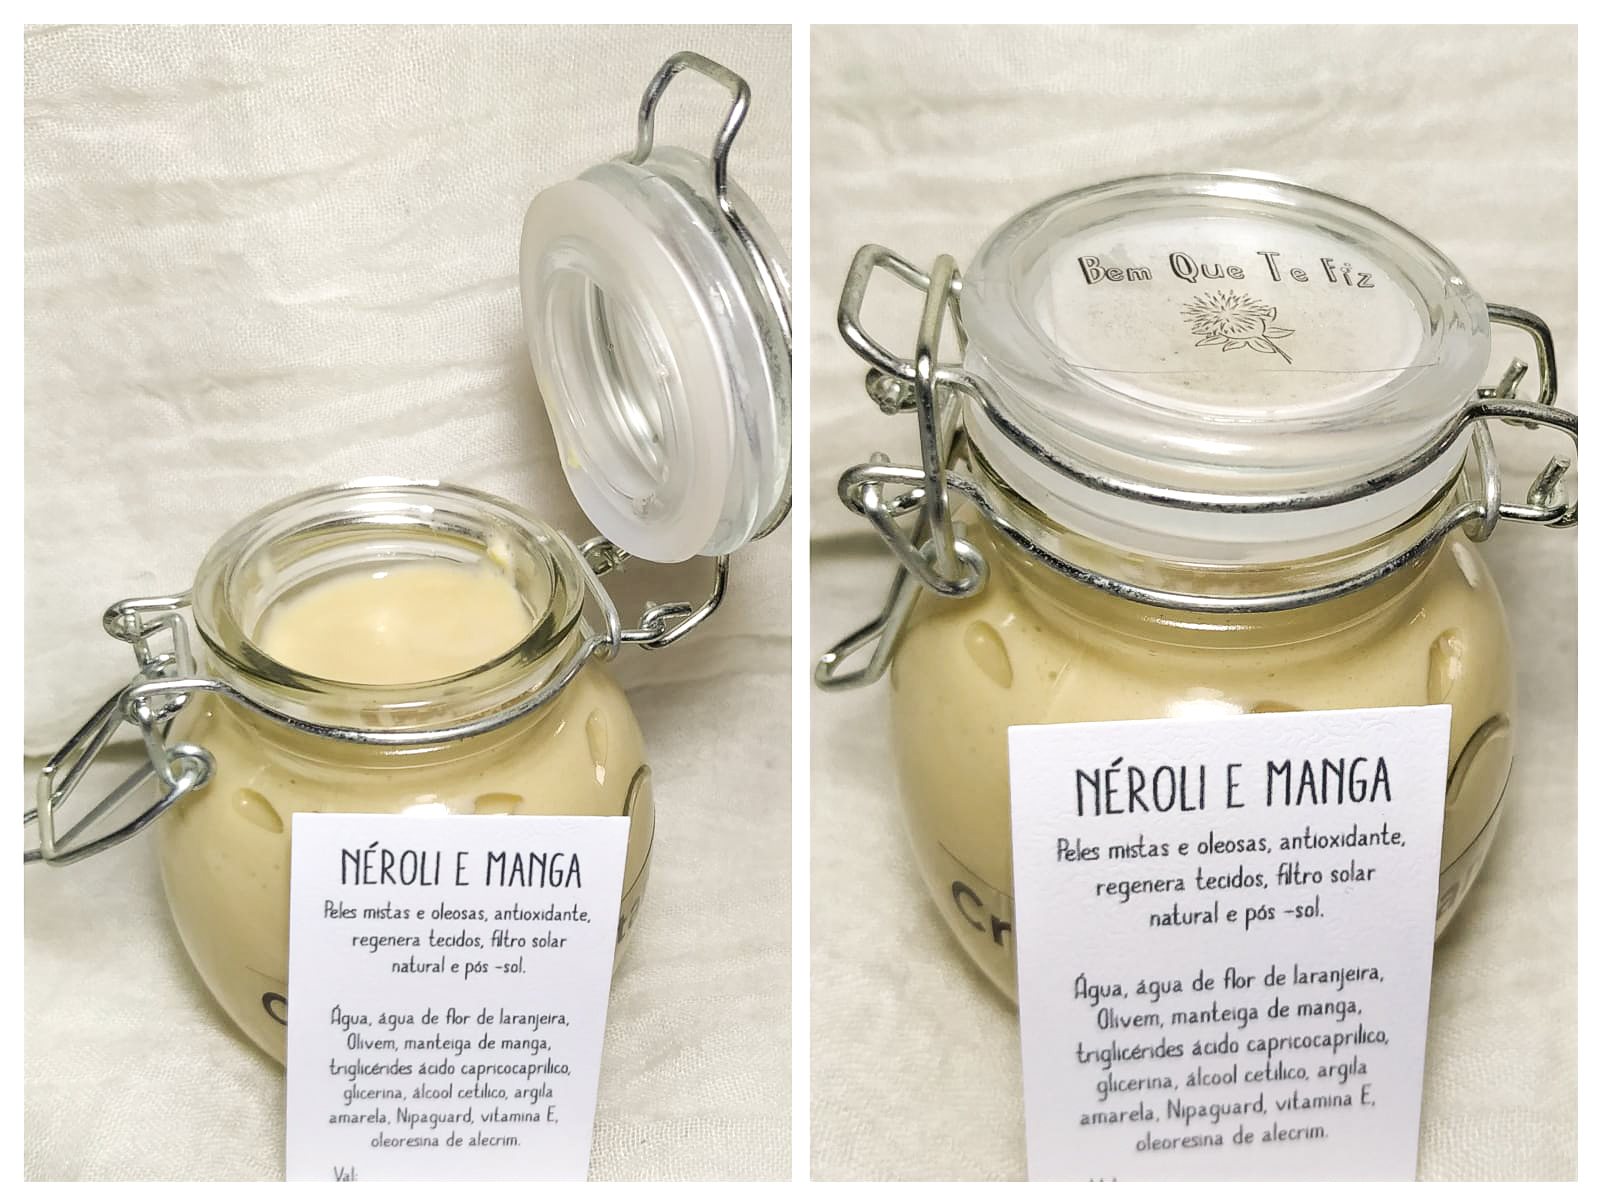 NÉROLI E MANGA
Peles mistas e oleosas, antioxidante,
regenera tecidos, filtro solar
natural e pós -sol.
Água, água de flor de laranjeira,
Olivem, manteiga de manga,
triglicérides ácido capricocaprilico,
glicerina, álcool cetílico, argila
amarela, Nipaguard, vitamina E,
oleoresina de alecrim.
Val:
Bem Que Te Fiz
NÉROLI E MANGA
Peles mistas e oleosas, antioxidante,
regenera tecidos, filtro solar
natural e pós -sol.
Água, água de flor de laranjeira,
Olivem, manteiga de manga,
triglicérides ácido capricocaprilico,
glicerina, álcool cetílico, argila
amarela, Nipaguard, vitamina E,
oleoresina de alecrim.